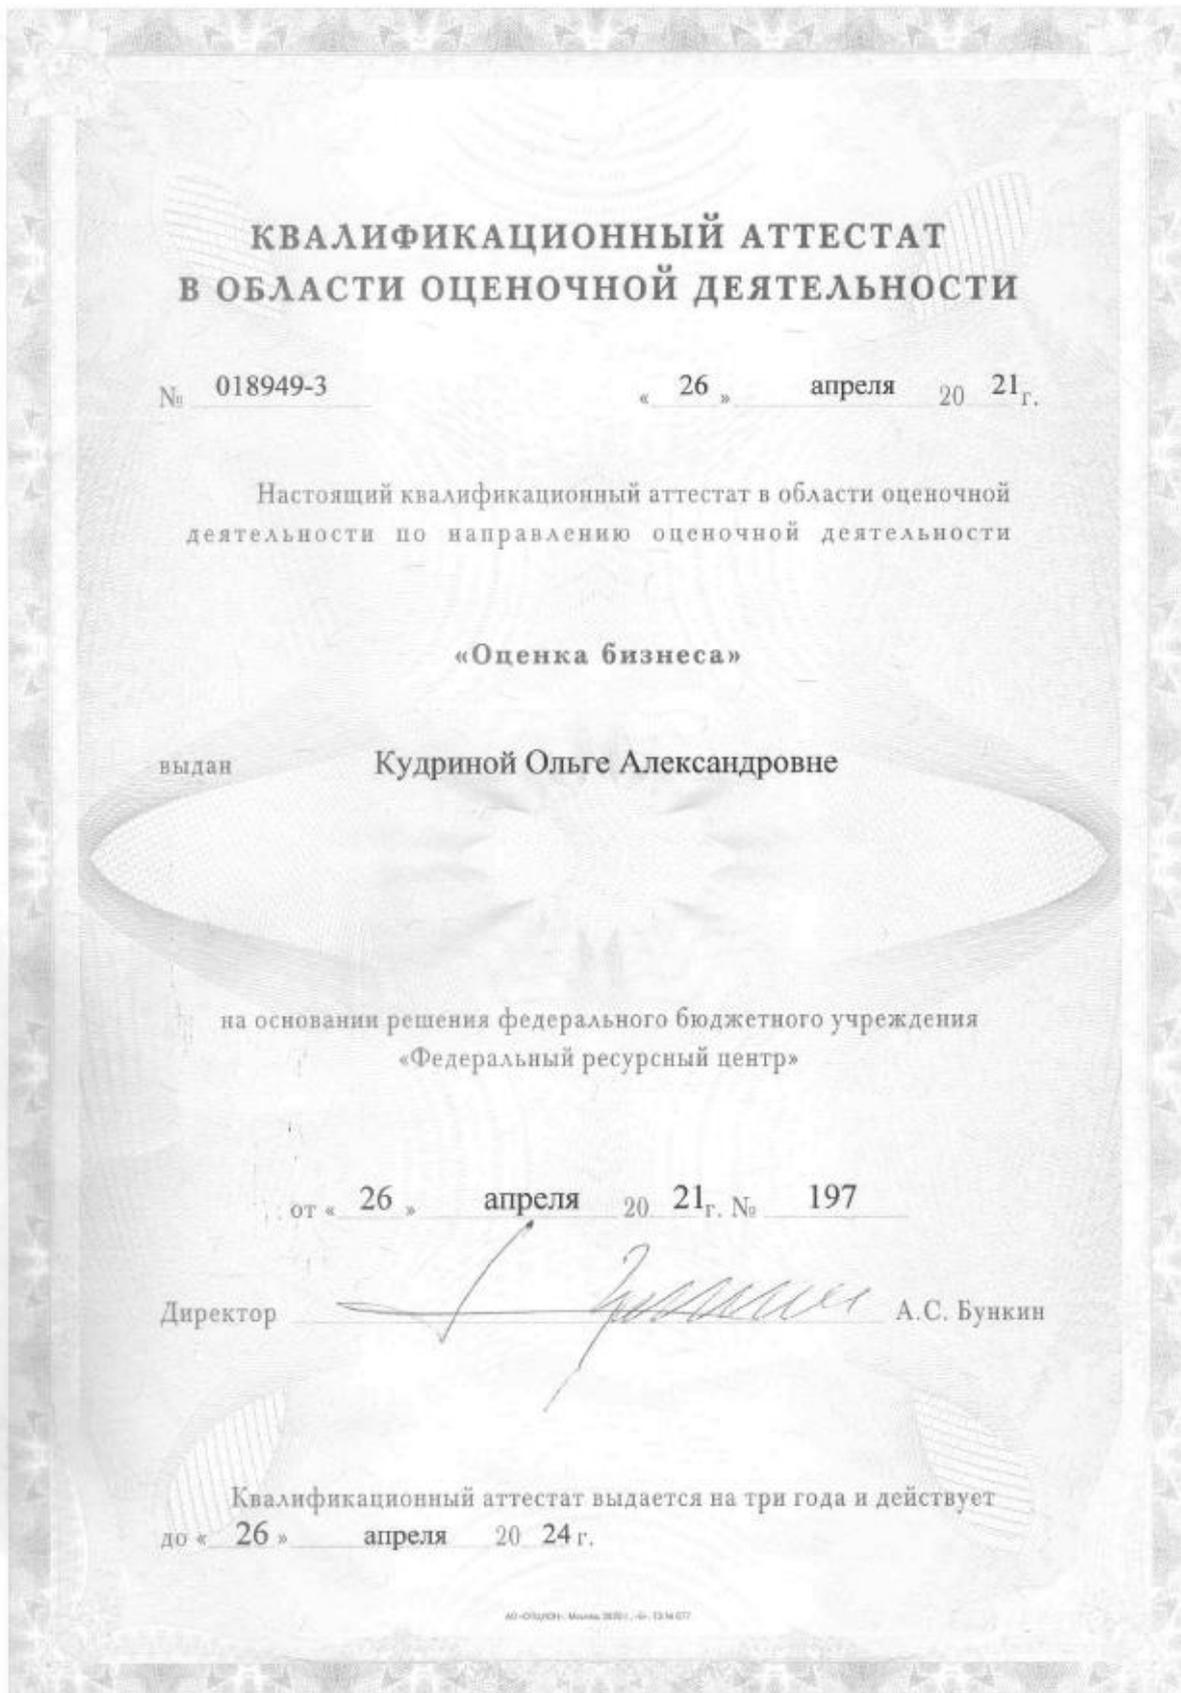 КВАЛИФИКАЦИОННЫЙ АТТЕСТАТ
В ОБЛАСТИ ОЦЕНОЧНОЙ ДЕЯТЕЛЬНОСТИ
№ 018949-3 « 26 » апреля 20 21 г.
Настоящий квалификационный аттестат в области оценочной
деятельности по направлению оценочной деятельности
«Оценка бизнеса»
выдан Кудриной Ольге Александровне
на основании решения федерального бюджетного учреждения
«Федеральный ресурсный центр»
от « 26 » апреля 20 21 г. № 197
Директор А.С. Бункин
Квалификационный аттестат выдается на три года и действует
до « 26 » апреля 20 24 г.
АО «ОПЦИОН», Москва